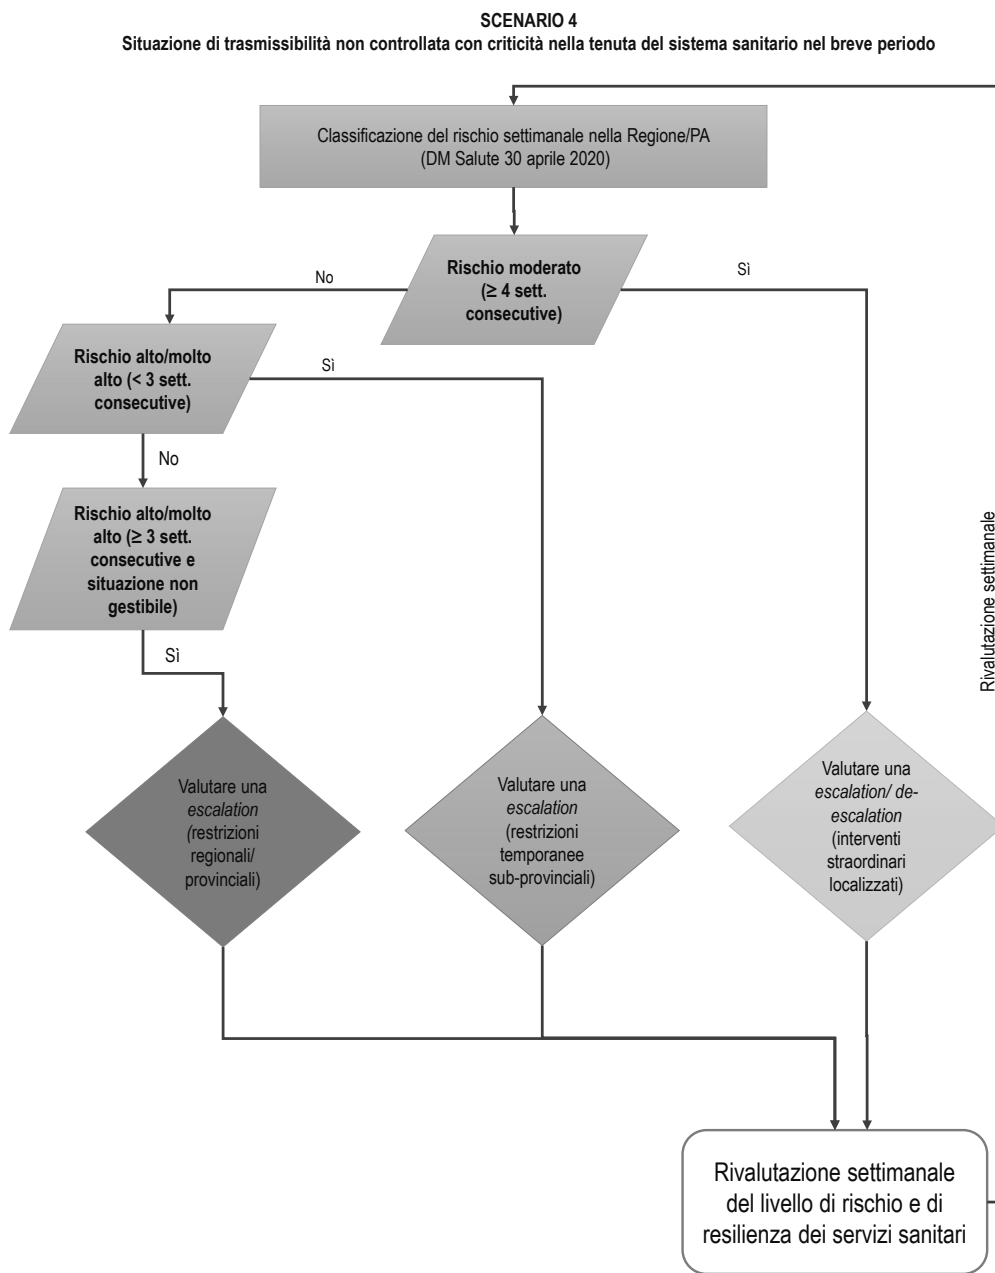 SCENARIO 4
Situazione di trasmissibilità non controllata con criticità nella tenuta del sistema sanitario nel breve periodo
Classificazione del rischio settimanale nella Regione/PA
(DM Salute 30 aprile 2020)
Rischio moderato
(≥ 4 sett.
consecutive)
No
Sì
Rischio alto/molto
alto (< 3 sett.
consecutive)
Sì
No
Rischio alto/molto
alto (≥ 3 sett.
consecutive e
situazione non
gestibile)
Sì
Rivalutazione settimanale
Valutare una
escalation
(restrizioni
regionali/
provinciali)
Valutare una
escalation
(restrizioni
temporanee
sub-provinciali)
Valutare una
escalation/ de-
escalation
(interventi
straordinari
localizzati)
Rivalutazione settimanale
del livello di rischio e di
resilienza dei servizi sanitari